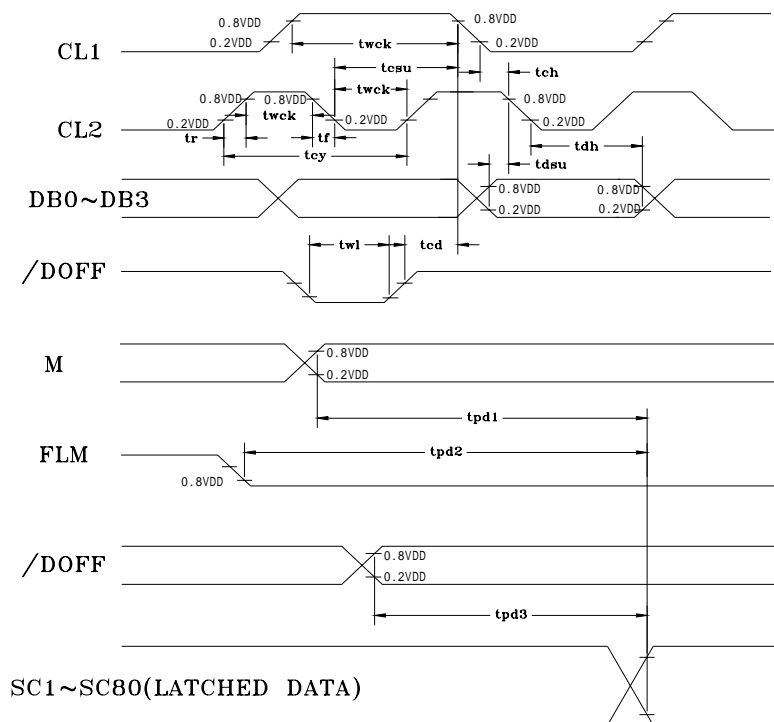 0.8VDD
0.8VDD
0.2VDD
twck
0.2VDD
CL1
tcsu
tch
twck
0.8VDD
0.8VDD
0.8VDD
CL2
0.2VDD
twck
0.2VDD
0.2VDD
tr
tf
tdh
tcy
tdsu
DB0~DB3
0.8VDD
0.8VDD
0.2VDD
0.2VDD
twl
tcd
/DOFF
M
0.8VDD
0.2VDD
tpd1
FLM
tpd2
0.8VDD
/DOFF
0.8VDD
0.2VDD
tpd3
SC1~SC80(LATCHED DATA)